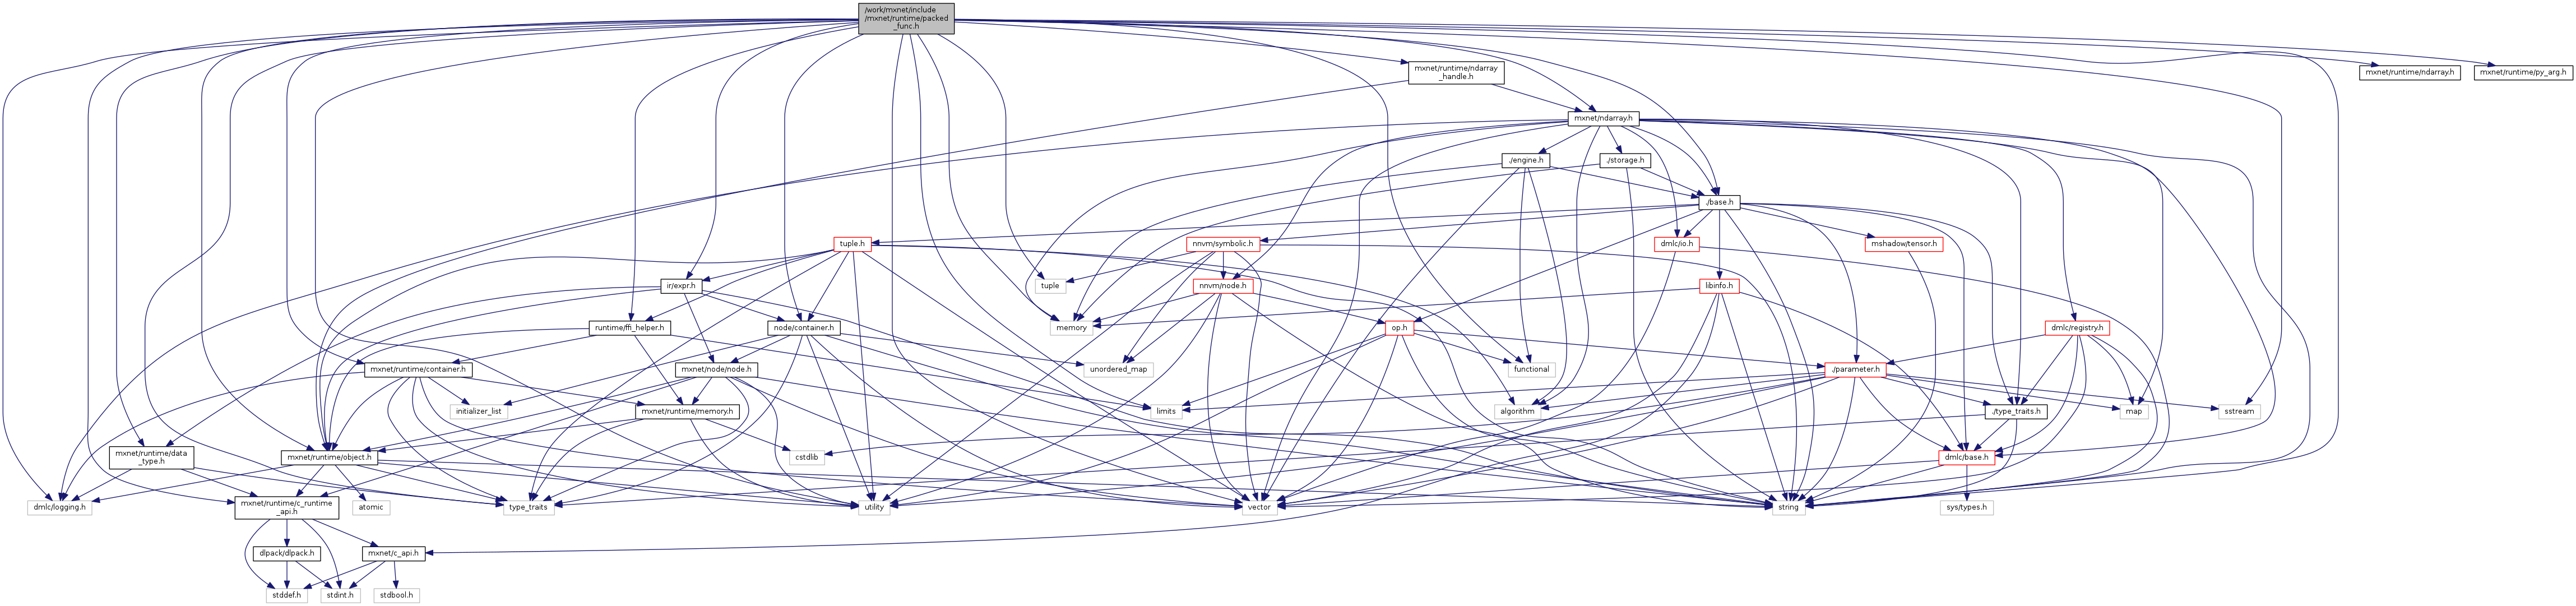 /work/mxnet/include
/mxnet/runtime/packed
_func.h
mxnet/runtime/ndarray
_handle.h
mxnet/runtime/ndarray.h
mxnet/runtime/py_arg.h
mxnet/ndarray.h
./engine.h
./storage.h
./base.h
tuple.h
nnvm/symbolic.h
dmlc/io.h
mshadow/tensor.h
ir/expr.h
tuple
nnvm/node.h
libinfo.h
runtime/ffi_helper.h
node/container.h
memory
op.h
dmlc/registry.h
mxnet/runtime/container.h
mxnet/node/node.h
unordered_map
functional
./parameter.h
initializer_list
mxnet/runtime/memory.h
limits
algorithm
./type_traits.h
map
sstream
mxnet/runtime/data
_type.h
mxnet/runtime/object.h
cstdlib
dmlc/base.h
dmlc/logging.h
mxnet/runtime/c_runtime
_api.h
atomic
type_traits
utility
vector
string
sys/types.h
dlpack/dlpack.h
mxnet/c_api.h
stddef.h
stdint.h
stdbool.h